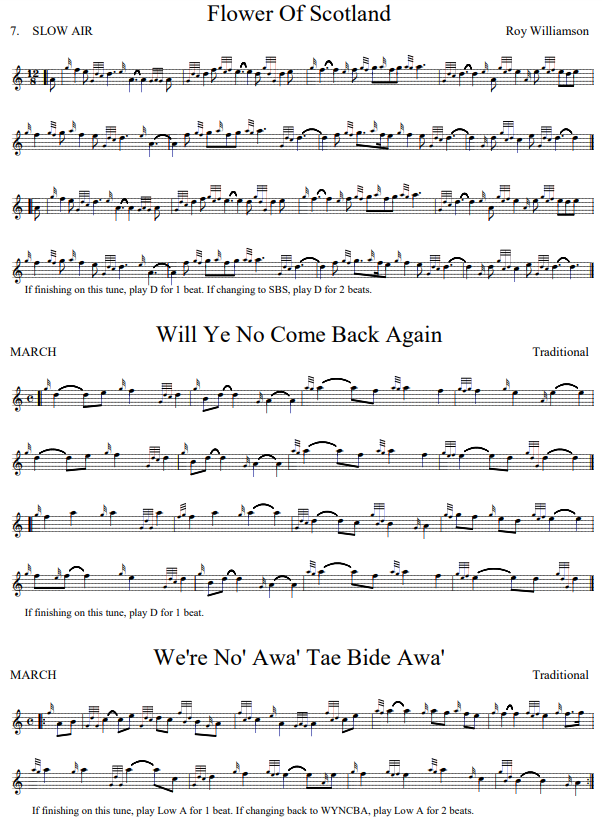 Flower Of Scotland
7. SLOW AIR Roy Williamson
12
8
If finishing on this tune, play D for 1 beat. If changing to SBS, play D for 2 beats.
Will Ye No Come Back Again
MARCH Traditional
If finishing on this tune, play D for 1 beat.
We're No' Awa' Tae Bide Awa'
MARCH Traditional
If finishing on this tune, play Low A for 1 beat. If changing back to WYNCBA, play Low A for 2 beats.